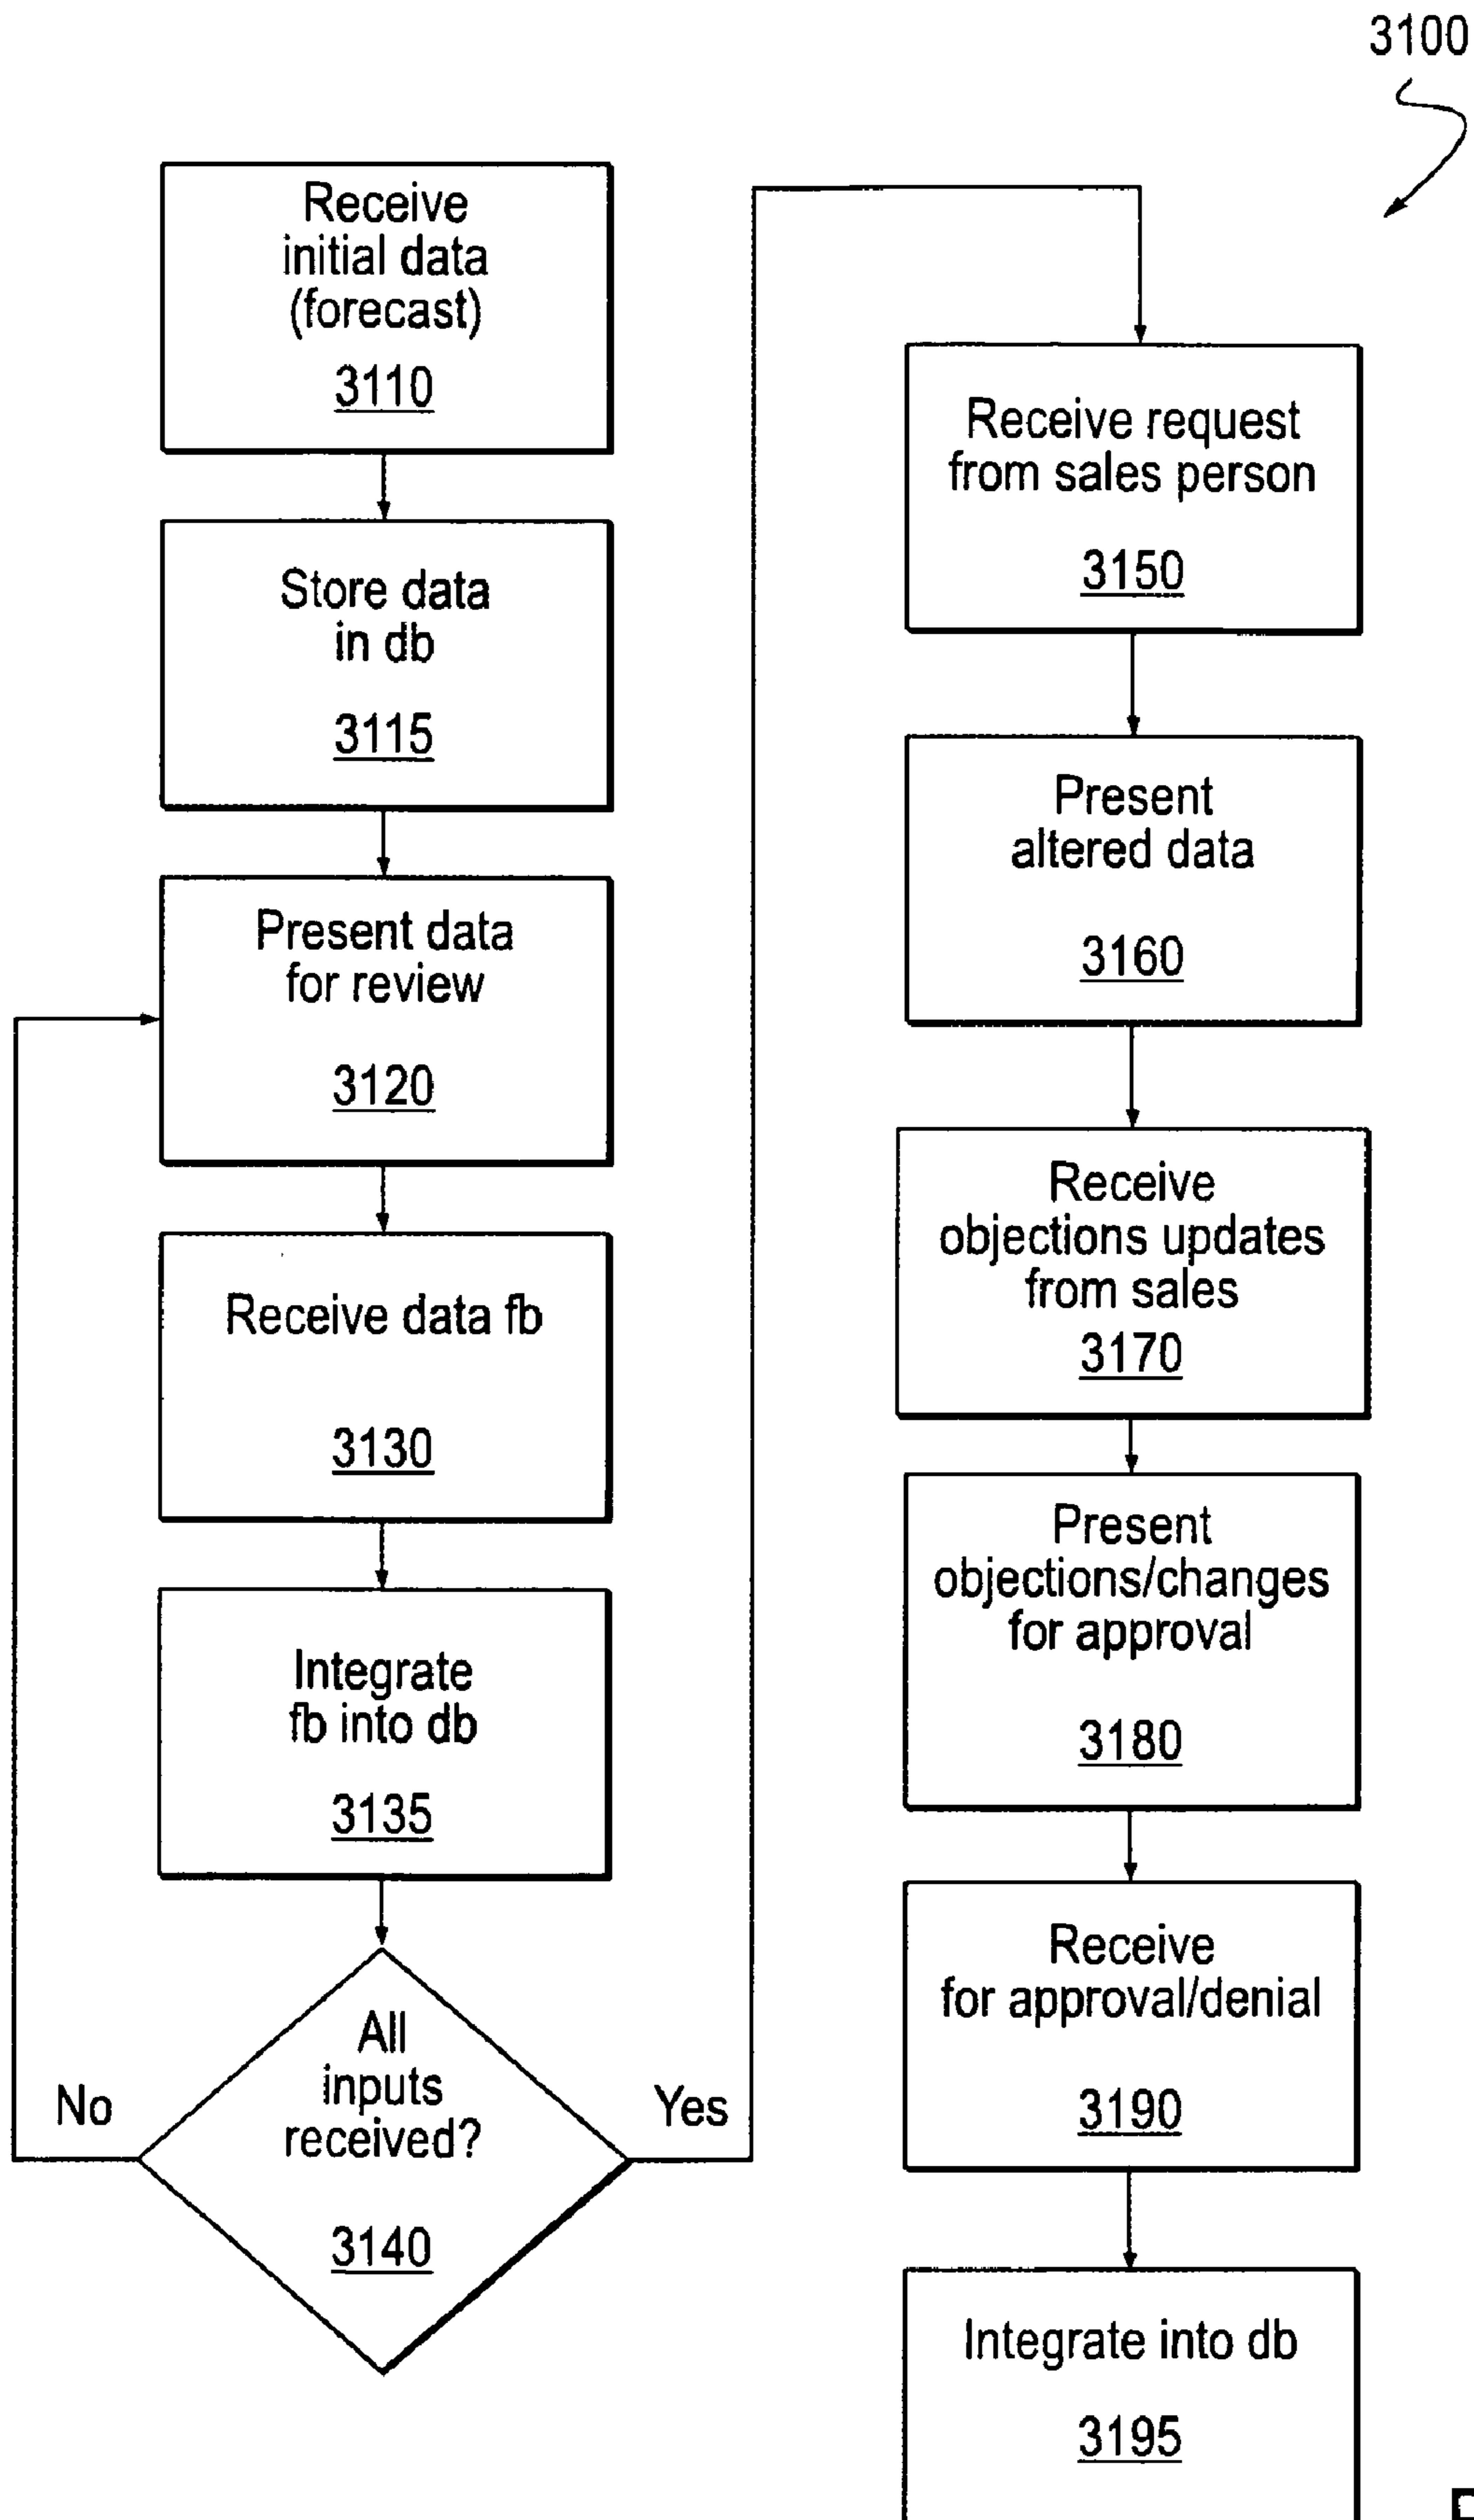 3100
Receive
initial data
(forecast)
3110
Store data
in db
3115
Present data
for review
3120
Receive data fb
3130
Integrate
fb into db
3135
All
inputs
received?
3140
No
Yes
Receive request
from sales person
3150
Present
altered data
3160
Receive
objections updates
from sales
3170
Present
objections/changes
for approval
3180
Receive
for approval/denial
3190
Integrate into db
3195